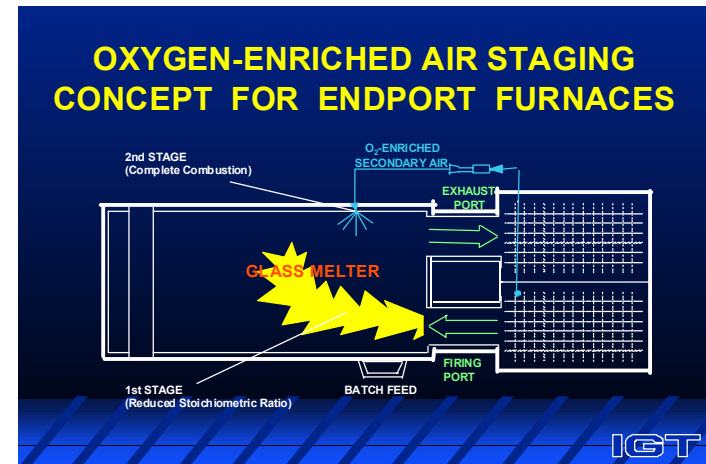 OXYGEN-ENRICHED AIR STAGING
CONCEPT FOR ENDPORT FURNACES
O₂-ENRICHED
SECONDARY AIR
2nd STAGE
(Complete Combustion)
EXHAUST
PORT
GLASS MELTER
FIRING
PORT
1st STAGE
(Reduced Stoichiometric Ratio)
BATCH FEED
IGT